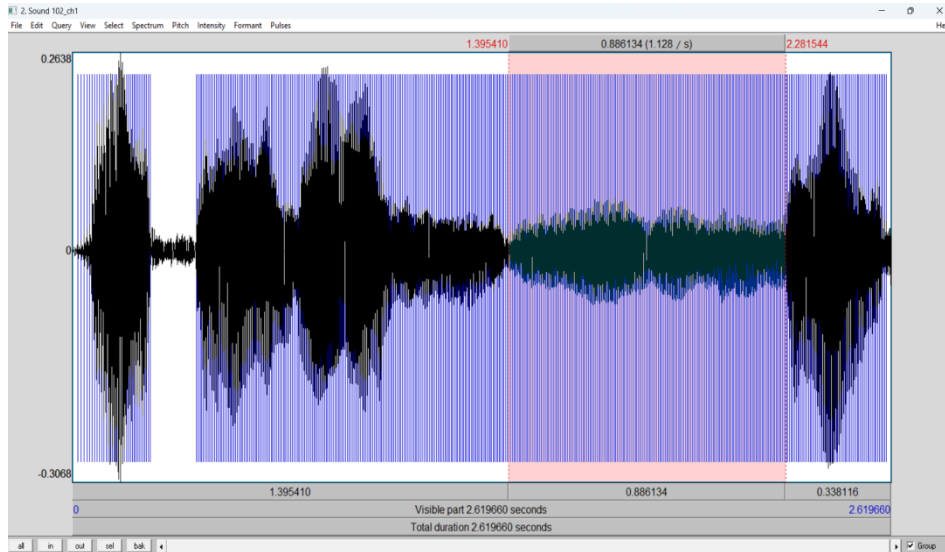 2. Sound 102_ch1
File Edit Query View Select Spectrum Pitch Intensity Formant Pulses
1.395410 0.886134 (1.128 / s) 2.281544
0.2638
0
-0.3068
1.395410 0.886134 0.338116
0 Visible part 2.619660 seconds 2.619660
Total duration 2.619660 seconds
all in out sel bak Group